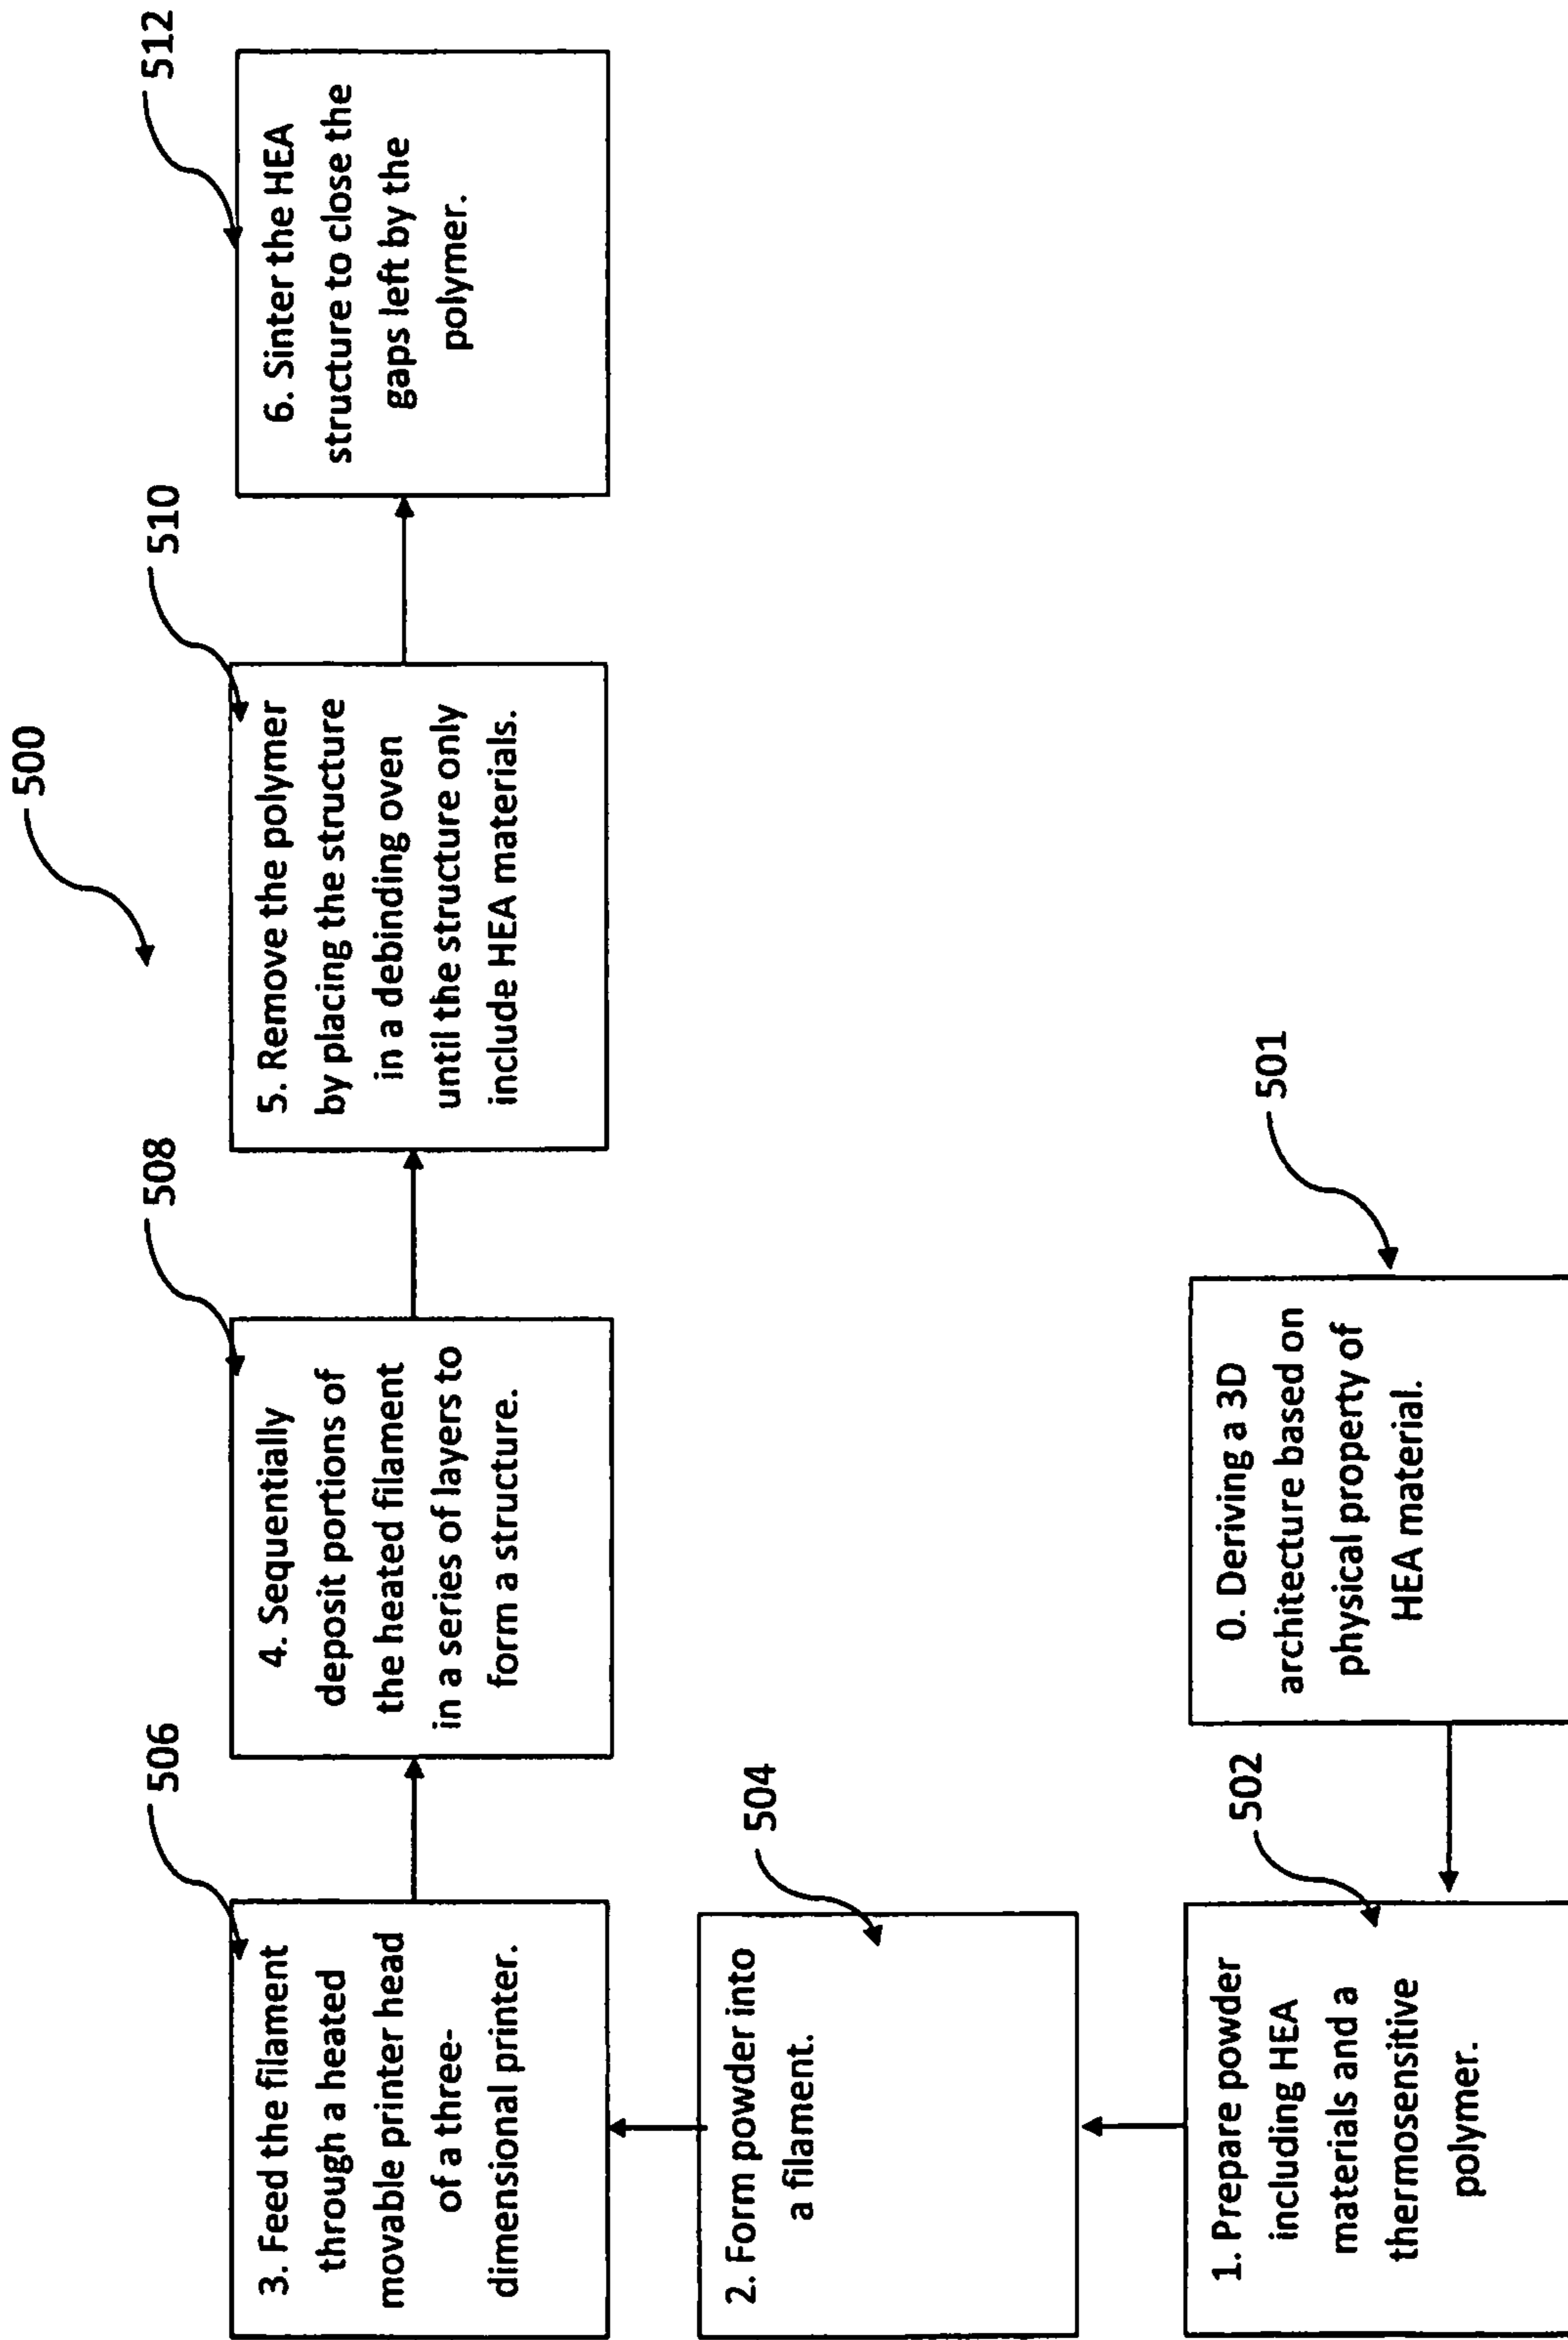 500
506
3. Feed the filament
through a heated
movable printer head
of a three-
dimensional printer.
508
4. Sequentially
deposit portions of
the heated filament
in a series of layers to
form a structure.
510
5. Remove the polymer
by placing the structure
in a debinding oven
until the structure only
include HEA materials.
512
6. Sinter the HEA
structure to close the
gaps left by the
polymer.
504
2. Form powder into
a filament.
502
1. Prepare powder
including HEA
materials and a
thermosensitive
polymer.
501
0. Deriving a 3D
architecture based on
physical property of
HEA material.